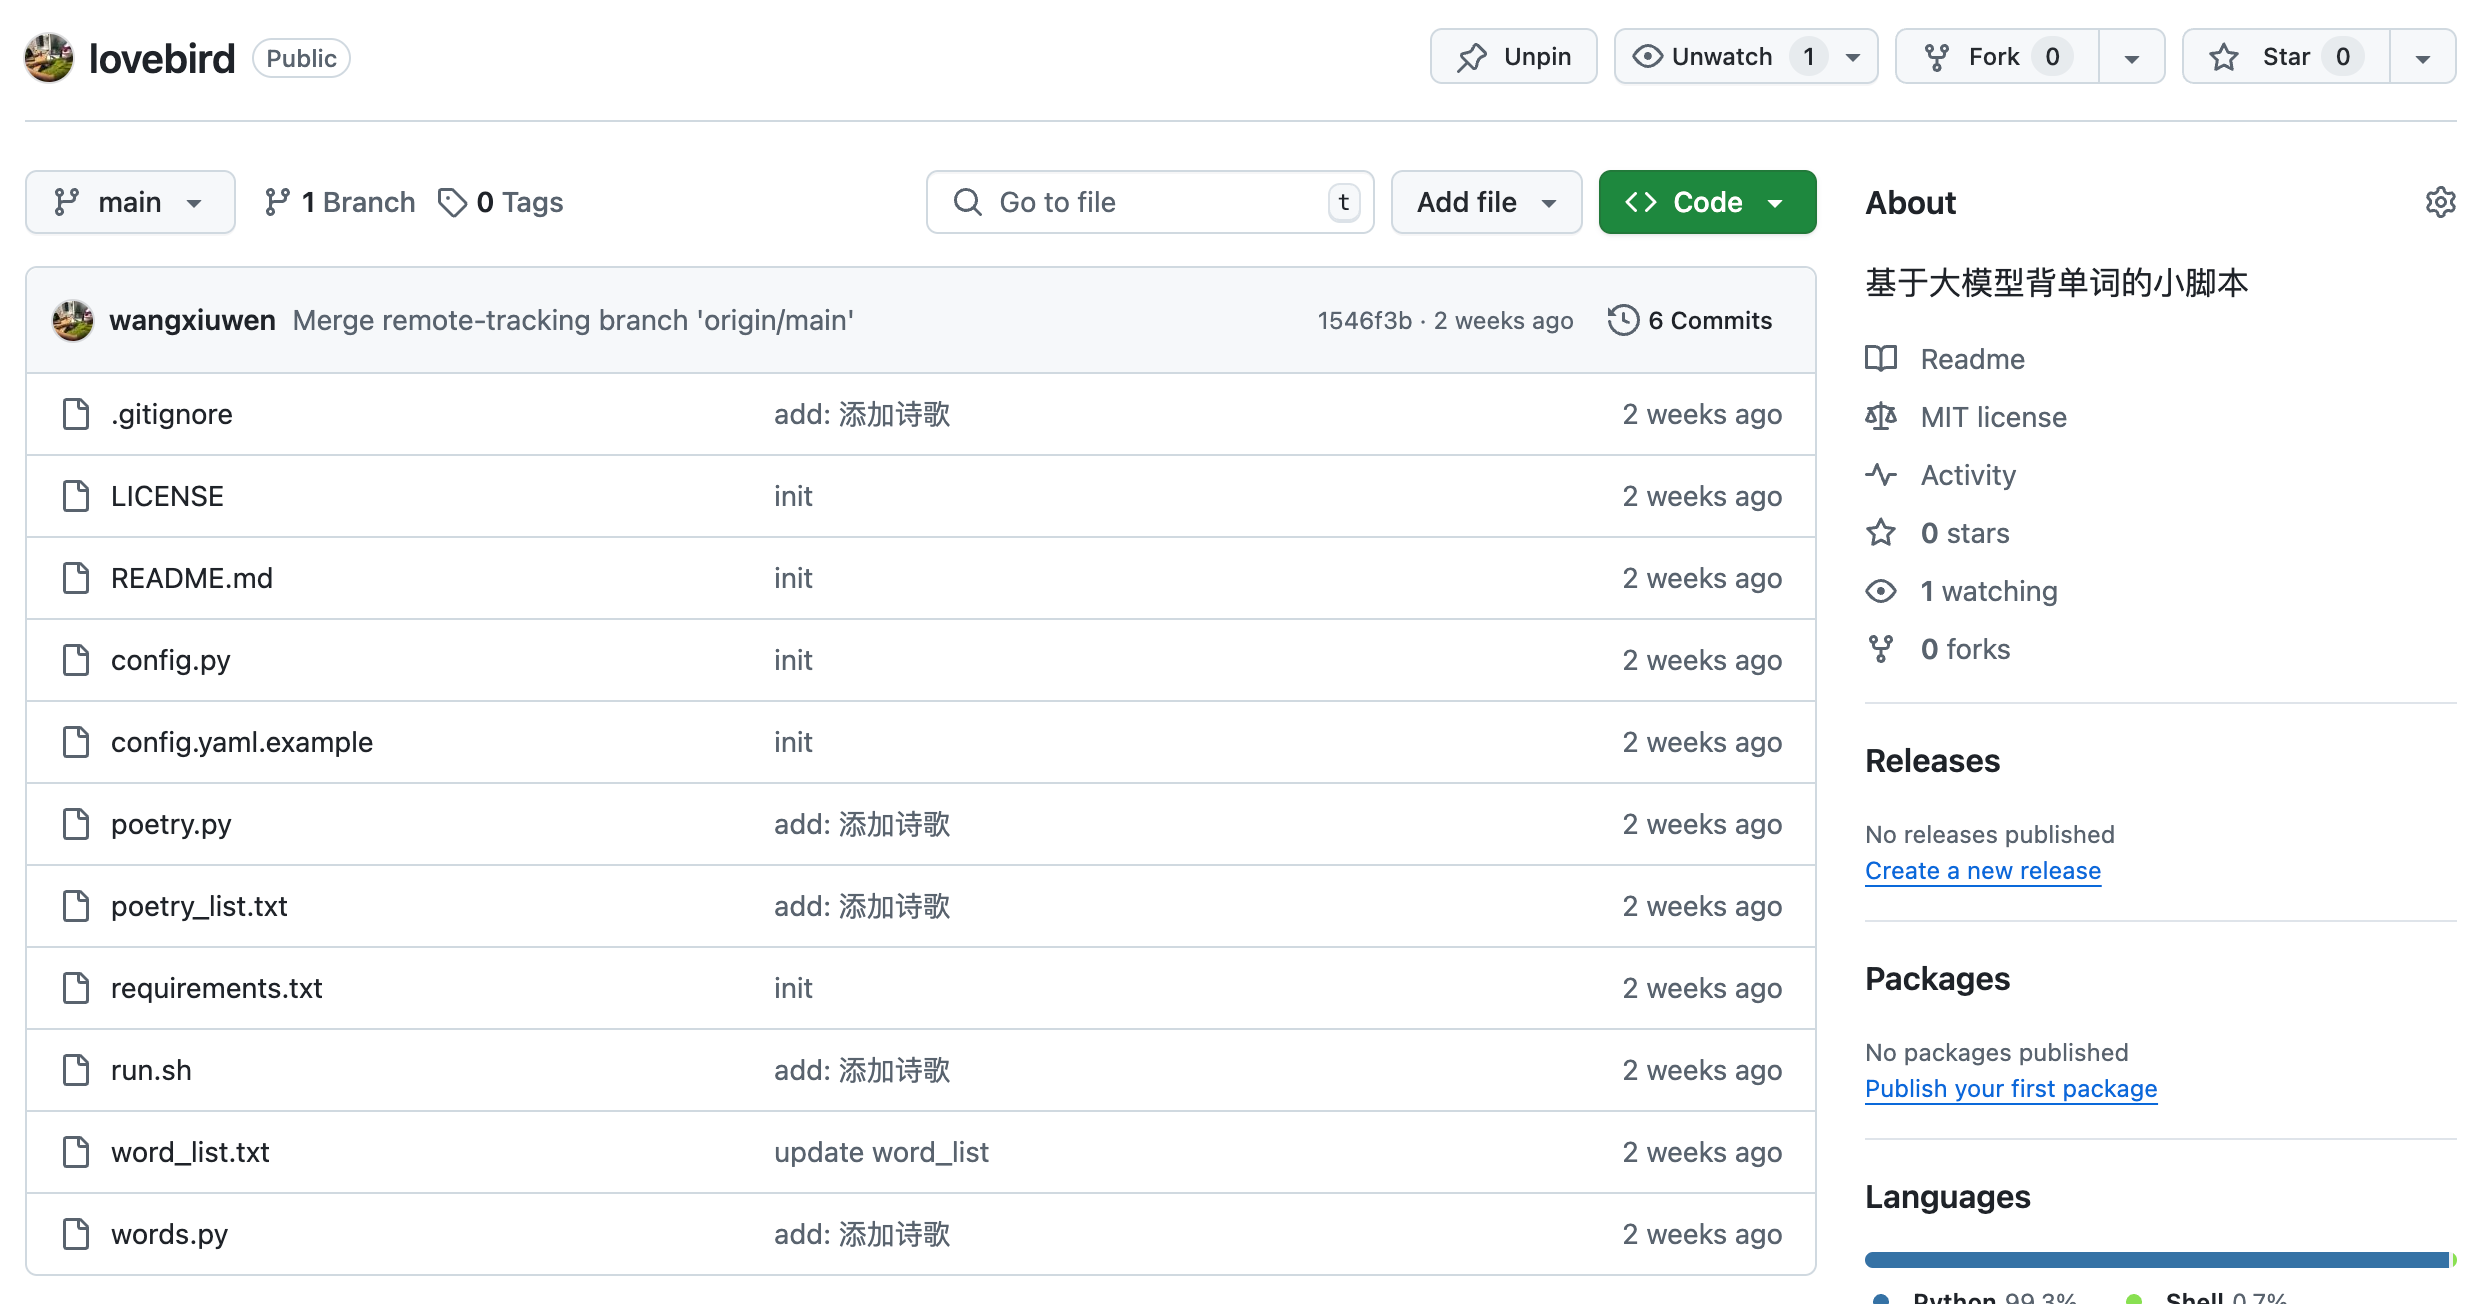 lovebird Public Unpin Unwatch 1 Fork 0 Star 0
main 1 Branch 0 Tags Go to file t Add file Code
wangxiuwen Merge remote-tracking branch 'origin/main' 1546f3b · 2 weeks ago 6 Commits
.gitignore add: 添加诗歌 2 weeks ago
LICENSE init 2 weeks ago
README.md init 2 weeks ago
config.py init 2 weeks ago
config.yaml.example init 2 weeks ago
poetry.py add: 添加诗歌 2 weeks ago
poetry_list.txt add: 添加诗歌 2 weeks ago
requirements.txt init 2 weeks ago
run.sh add: 添加诗歌 2 weeks ago
word_list.txt update word_list 2 weeks ago
words.py add: 添加诗歌 2 weeks ago
About
基于大模型背单词的小脚本
Readme
MIT license
Activity
0 stars
1 watching
0 forks
Releases
No releases published
Create a new release
Packages
No packages published
Publish your first package
Languages
Python 99.3% Shell 0.7%